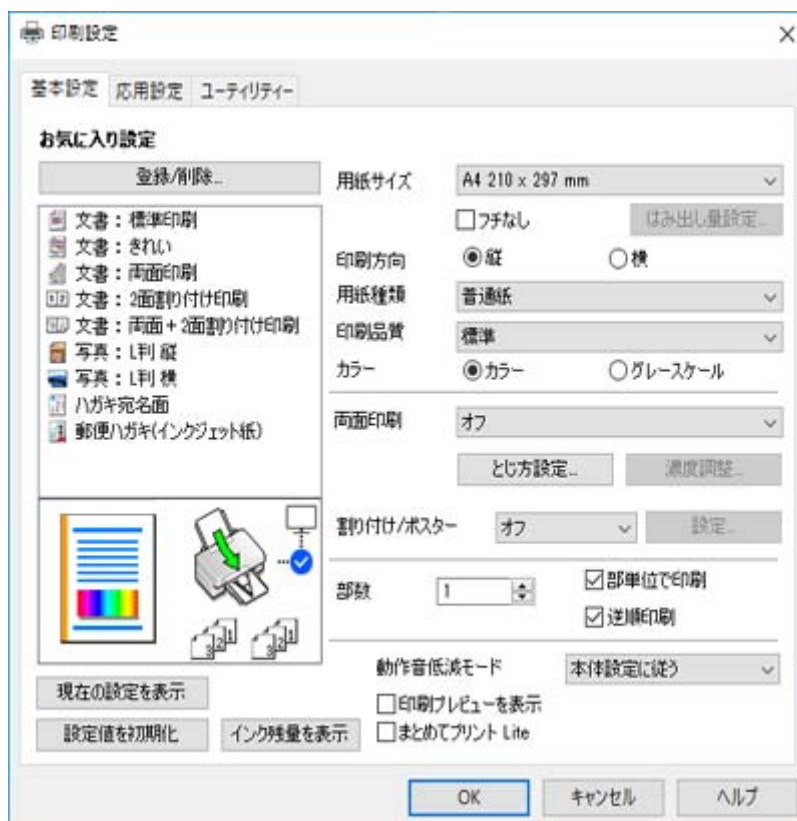 印刷設定
基本設定 応用設定 ユーティリティー
お気に入り設定
登録/削除...
文書：標準印刷
文書：きれい
文書：両面印刷
文書：2面割り付け印刷
文書：両面＋2面割り付け印刷
写真：L判 縦
写真：L判 横
ハガキ宛名面
郵便ハガキ(インクジェット紙)
3 2 1 3 2 1
現在の設定を表示
設定値を初期化 インク残量を表示
用紙サイズ A4 210 x 297 mm
フチなし はみ出し量設定...
印刷方向 縦 横
用紙種類 普通紙
印刷品質 標準
カラー カラー グレースケール
両面印刷 オフ
とじ方設定... 濃度調整...
割り付け/ポスター オフ 設定...
部数 1 部単位で印刷
逆順印刷
動作音低減モード 本体設定に従う
印刷プレビューを表示
まとめてプリント Lite
OK キャンセル ヘルプ